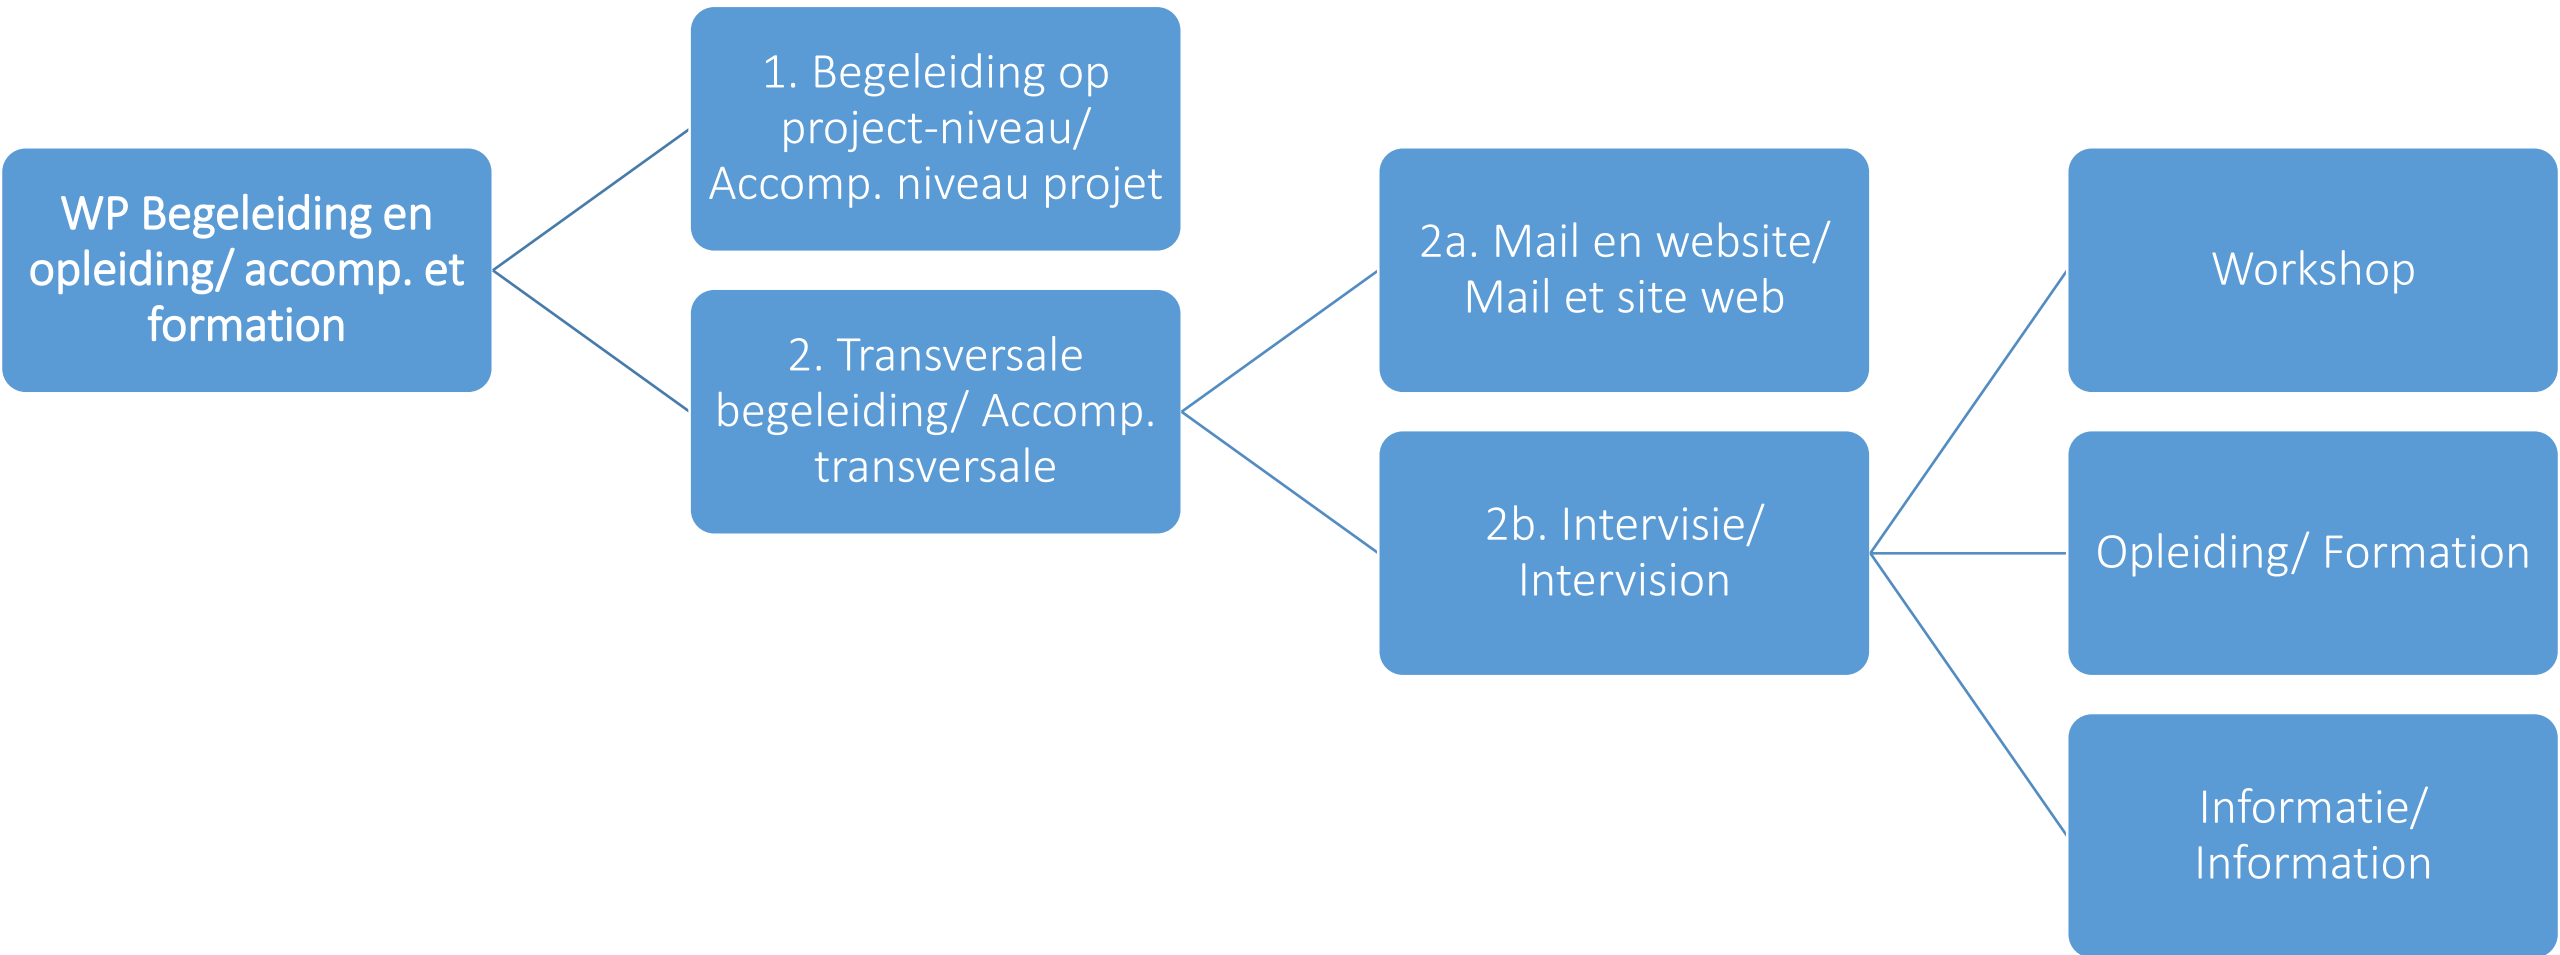 WP Begeleiding en
opleiding/ accomp. et
formation
1. Begeleiding op
project-niveau/
Accomp. niveau projet
2. Transversale
begeleiding/ Accomp.
transversale
2a. Mail en website/
Mail et site web
2b. Intervisie/
Intervision
Workshop
Opleiding/ Formation
Informatie/
Information